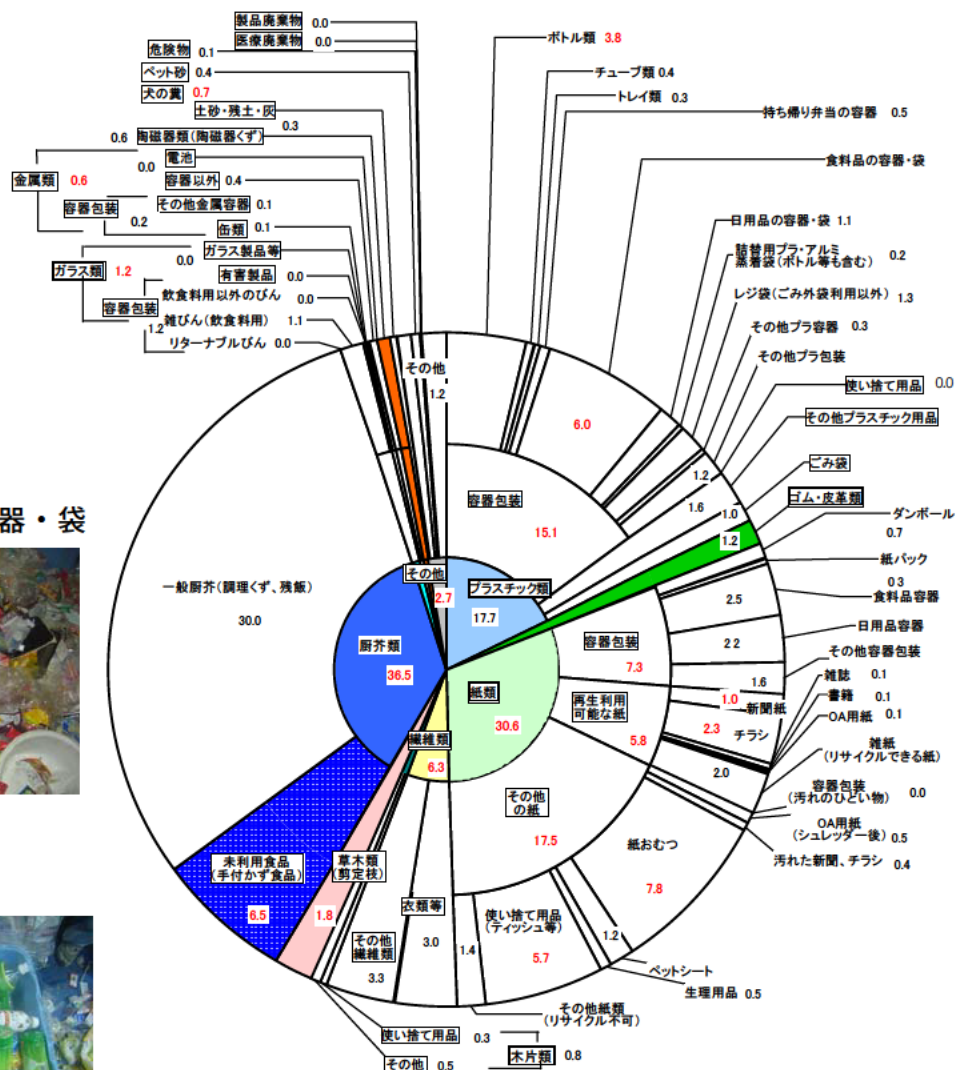 製品廃棄物 0.0
医療廃棄物 0.0
危険物 0.1
ペット砂 0.4
犬の糞 0.7
土砂・残土・灰
0.3
0.6 陶磁器類(陶磁器くず)
金属類 0.6
0.0 電池
容器以外 0.4
容器包装
0.2
その他金属容器 0.1
缶類 0.1
ガラス類 1.2
0.0 ガラス製品等
有害製品 0.0
容器包装
1.2
飲食料用以外のびん 0.0
雑びん(飲食料用) 1.1
リターナブルびん 0.0
その他
1.2
ボトル類 3.8
チューブ類 0.4
トレイ類 0.3
持ち帰り弁当の容器 0.5
食料品の容器・袋
6.0
日用品の容器・袋 1.1
詰替用プラ・アルミ
蒸着袋(ボトル等も含む) 0.2
レジ袋(ごみ外袋利用以外) 1.3
その他プラ容器 0.3
その他プラ包装
1.2
使い捨て用品 0.0
その他プラスチック用品
1.6
ごみ袋
1.0
ゴム・皮革類
1.2
ダンボール
0.7
紙パック
0 3
食料品容器
2.5
日用品容器
2 2
その他容器包装
1.6
新聞紙
1.0
チラシ
2.3
雑誌 0.1
書籍 0.1
OA用紙 0.1
雑紙
(リサイクルできる紙)
2.0
容器包装
(汚れのひどい物) 0.0
OA用紙
(シュレッダー後) 0.5
汚れた新聞、チラシ 0.4
紙おむつ
7.8
ペットシート
1.2
生理用品 0.5
使い捨て用品
(ティッシュ等)
5.7
その他紙類
(リサイクル不可)
1.4
容器包装
15.1
プラスチック類
17.7
容器包装
7.3
再生利用
可能な紙
5.8
その他
の紙
17.5
紙類
30.6
繊維類
6.3
厨芥類
36.5
その他
2.7
一般厨芥(調理くず、残飯)
30.0
未利用食品
(手付かず食品)
6.5
草木類
(剪定枝)
1.8
衣類等
3.0
その他
繊維類
3.3
使い捨て用品 0.3
その他 0.5
木片類 0.8
器・袋